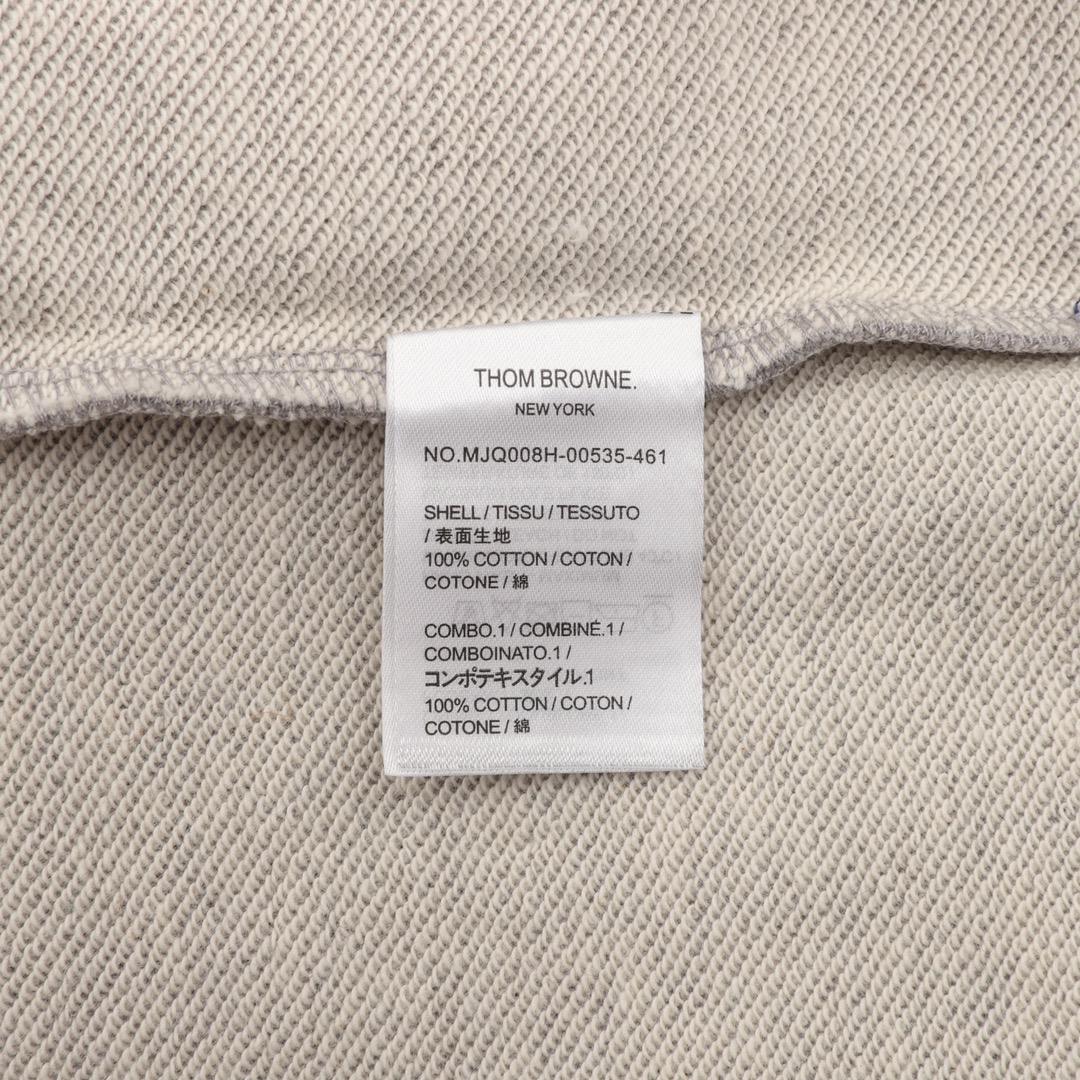 THOM BROWNE.
NEW YORK
NO.MJQ008H-00535-461
SHELL / TISSU / TESSUTO
/ 表面生地
100% COTTON / COTON /
COTONE / 綿
COMBO.1 / COMBINÉ.1 /
COMBOINATO.1 /
コンポテキスタイル.1
100% COTTON / COTON /
COTONE / 綿